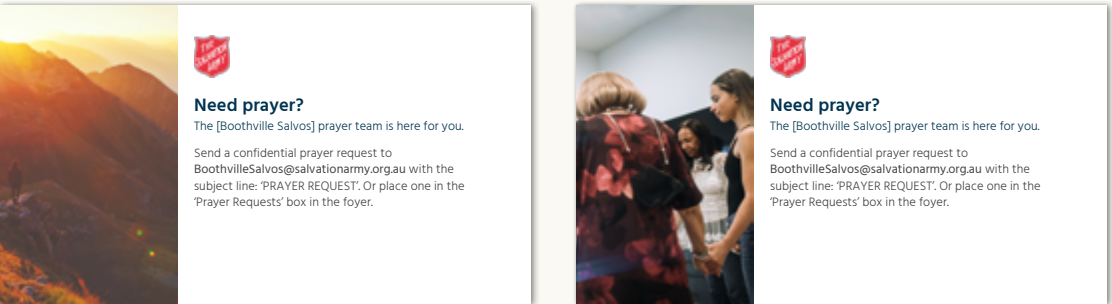 THE
SALVATION
ARMY
Need prayer?
The [Boothville Salvos] prayer team is here for you.
Send a confidential prayer request to
BoothvilleSalvos@salvationarmy.org.au with the
subject line: ‘PRAYER REQUEST’. Or place one in the
‘Prayer Requests’ box in the foyer.
THE
SALVATION
ARMY
Need prayer?
The [Boothville Salvos] prayer team is here for you.
Send a confidential prayer request to
BoothvilleSalvos@salvationarmy.org.au with the
subject line: ‘PRAYER REQUEST’. Or place one in the
‘Prayer Requests’ box in the foyer.